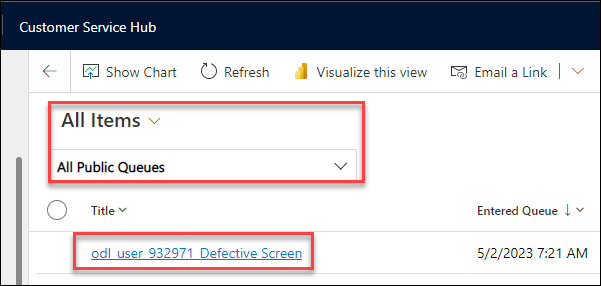 Customer Service Hub
Show Chart Refresh Visualize this view Email a Link
All Items
All Public Queues
Title Entered Queue
odl_user_932971_Defective Screen 5/2/2023 7:21 AM